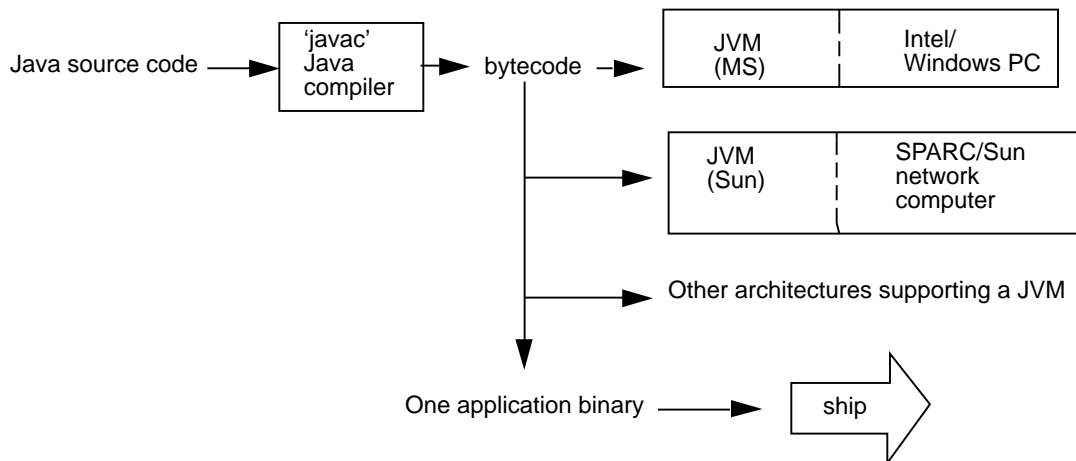 Java source code
‘javac’
Java
compiler
bytecode
JVM
(MS)
Intel/
Windows PC
JVM
(Sun)
SPARC/Sun
network
computer
Other architectures supporting a JVM
One application binary
ship